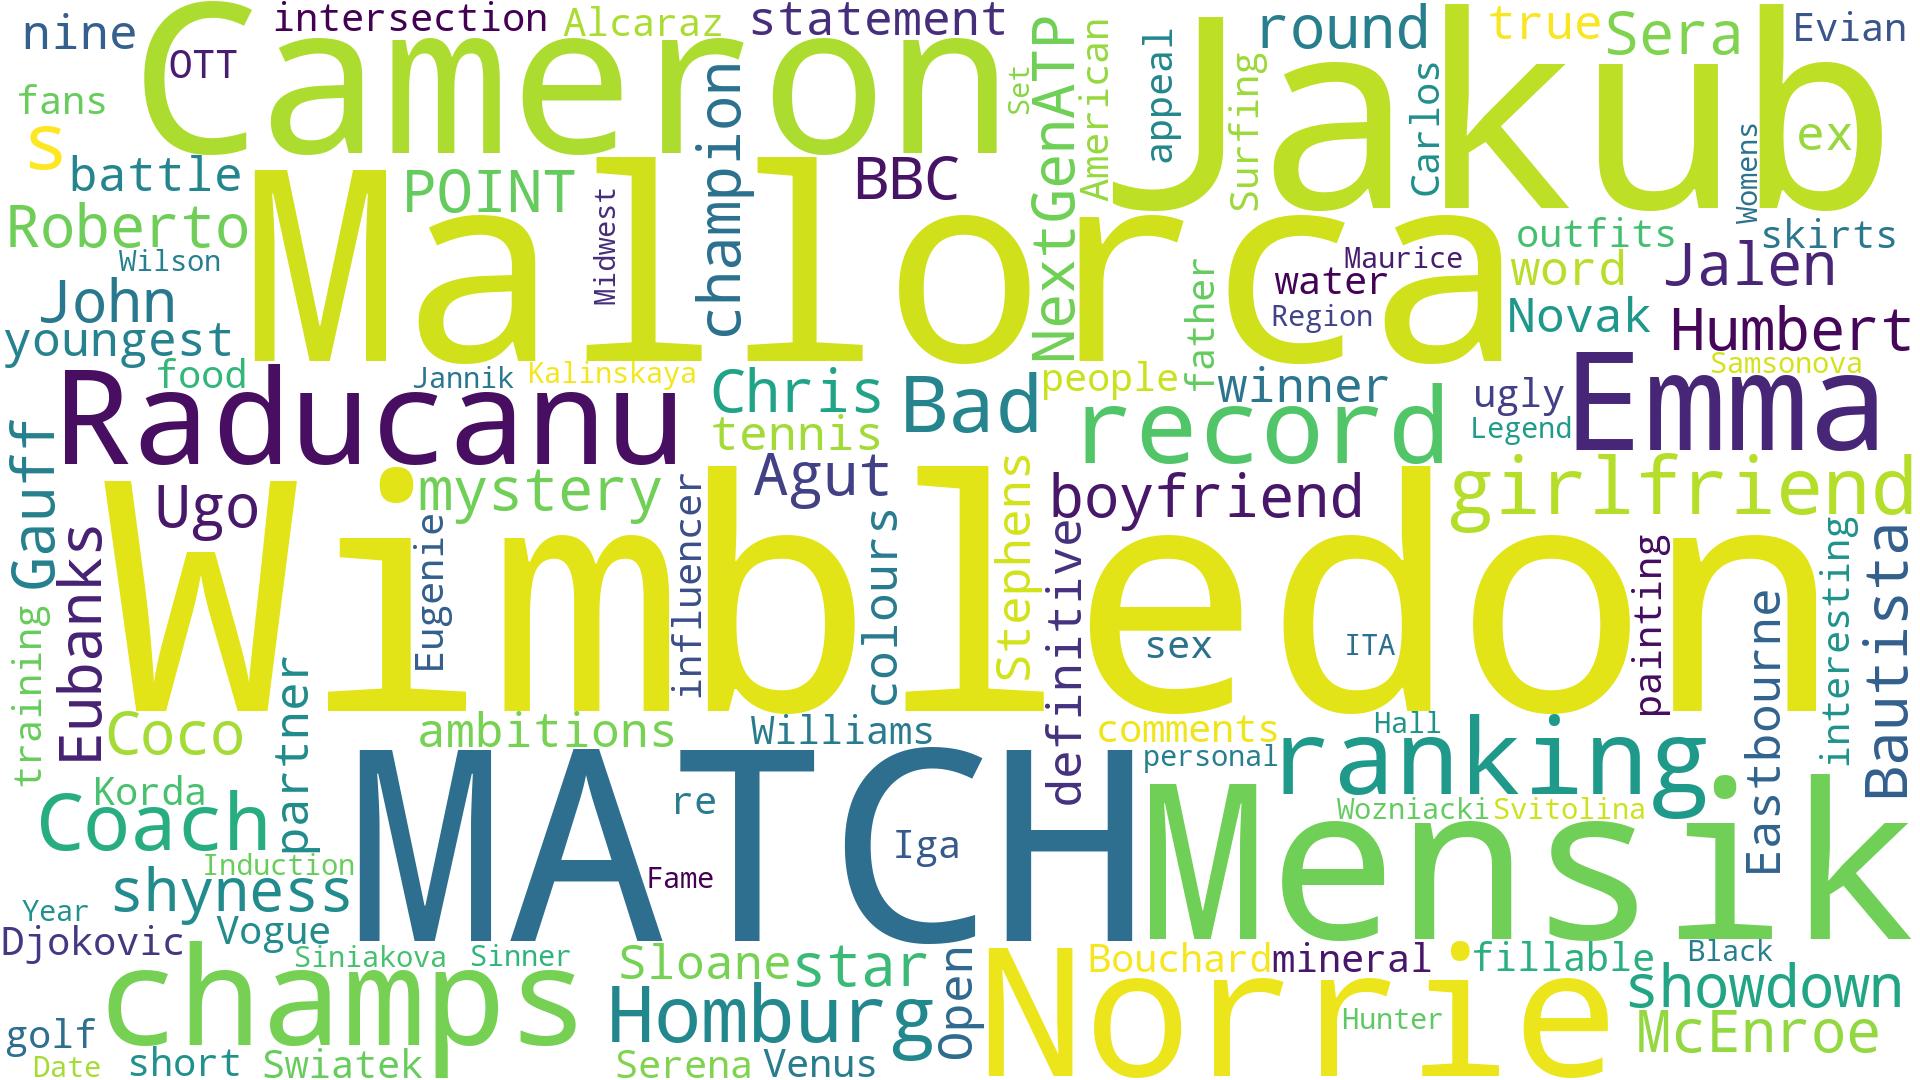 nine
OTT
intersection
Alcaraz
statement
Cameron
fans
s
battle
POINT
champion
BBC
Set
NextGenATP
American
appeal
round
Surfing
Jakub
Carlos
true
Sera
Evian
ex
Womens
Roberto
Wilson
John
youngest
Mallorca
Midwest
father
water
Maurice
Region
outfits
skirts
word
Jalen
Novak
Humbert
food
Jannik
Kalinskaya
Raducanu
Chris
tennis
Bad
people
winner
record
ugly
Legend
Samsonova
Emma
Gauff
Ugo
mystery
Agut
boyfriend
girlfriend
Eubanks
Wimbledon
Eugenie
influencer
colours
Stephens
definitive
sex
ITA
painting
Eastbourne
interesting
Bautista
training
Coco
partner
ambitions
Williams
comments
personal
Hall
ranking
Korda
Coach
MATCH
re
Iga
Fame
Wozniacki
Svitolina
Mensik
Induction
shyness
Year
Vogue
Djokovic
Siniakova
Sinner
champs
Sloane
star
Open
Bouchard
mineral
fillable
Black
showdown
Homburg
Norrie
Hunter
McEnroe
golf
Date
short
Swiatek
Serena
Venus